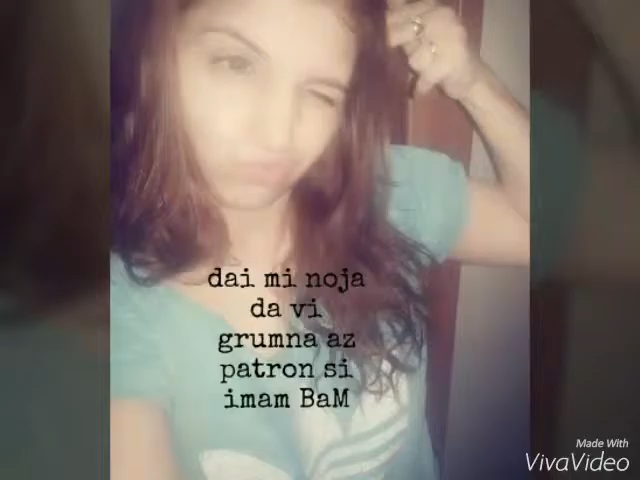 dai mi noja
da vi
grumna az
patron si
imam BaM
Made With
VivaVideo